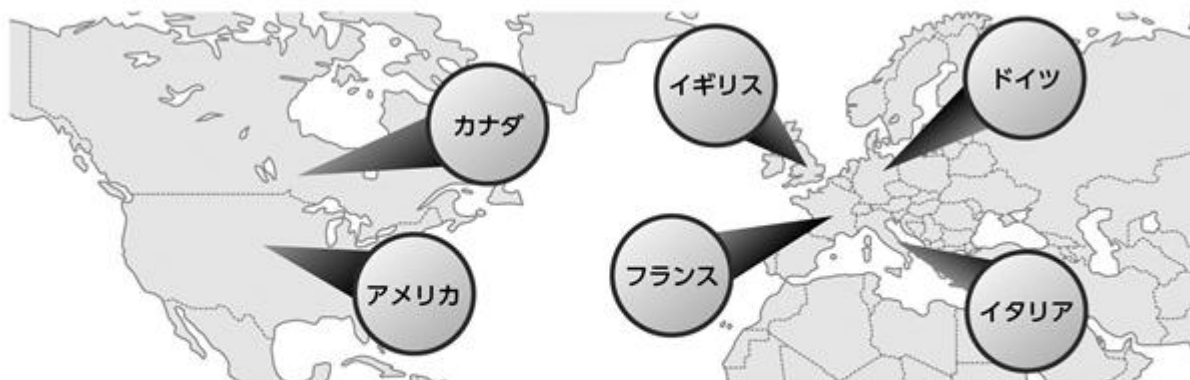 カナダ
アメリカ
イギリス
ドイツ
フランス
イタリア